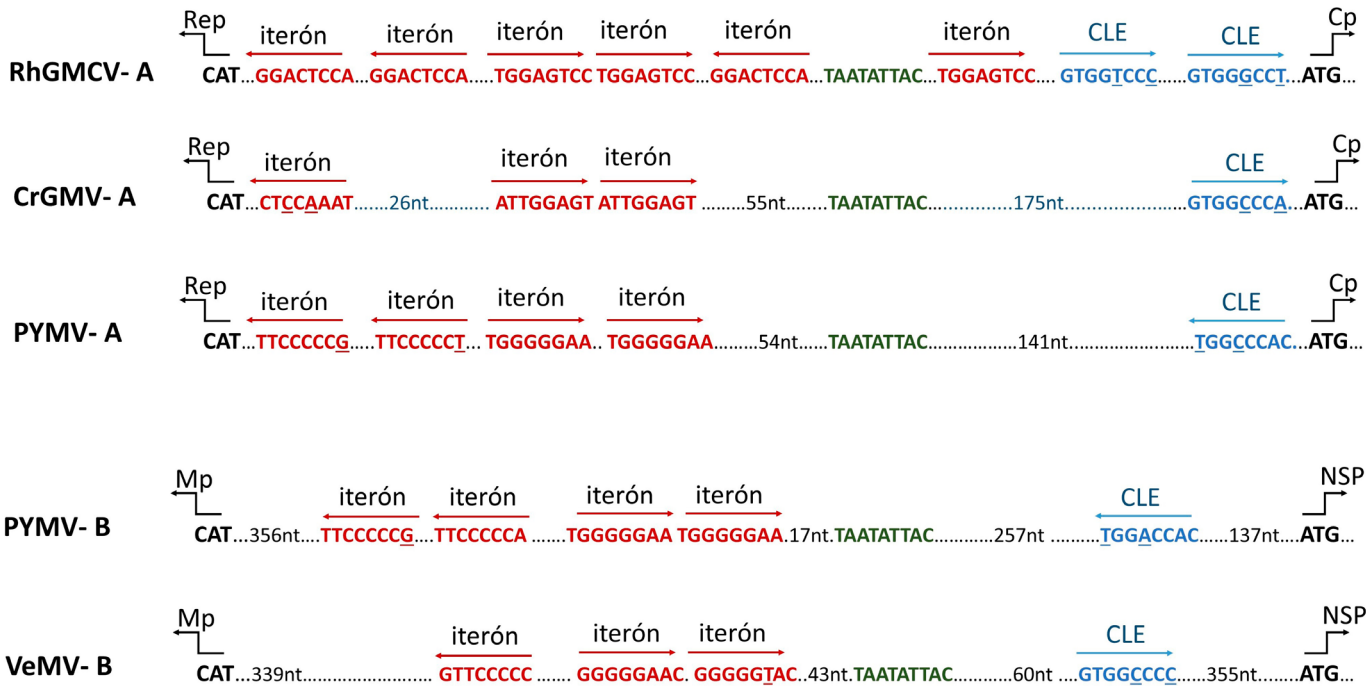 Rep iterón iterón iterón iterón iterón iterón CLE CLE Cp
RhGMCV- A CAT...GGACTCCA...GGACTCCA.....TGGAGTCC TGGAGTCC...GGACTCCA...TAATATTAC...TGGAGTCC....GTGGTCCC......GTGGGCCT...ATG...
Rep iterón iterón iterón CLE Cp
CrGMV- A CAT...CTCCAAAT.......26nt............ATTGGAGT ATTGGAGT.........55nt........TAATATTAC................175nt.........................GTGGCCCA...ATG...
Rep iterón iterón iterón iterón CLE Cp
PYMV- A CAT...TTCCCCCG.....TTCCCCCT...TGGGGGAA..TGGGGGAA.........54nt......TAATATTAC..................141nt.........................TGGCCCAC...ATG...
Mp iterón iterón iterón iterón CLE NSP
PYMV- B CAT...356nt....TTCCCCCG...TTCCCCCA.......TGGGGGAA TGGGGGAA.17nt.TAATATTAC............257nt..........TGGACCAC......137nt....ATG...
Mp iterón iterón iterón CLE NSP
VeMV- B CAT...339nt...........................GTTCCCCC.........GGGGGAAC.GGGGGTAC..43nt..TAATATTAC............60nt....GTGGCCCC......355nt....ATG...